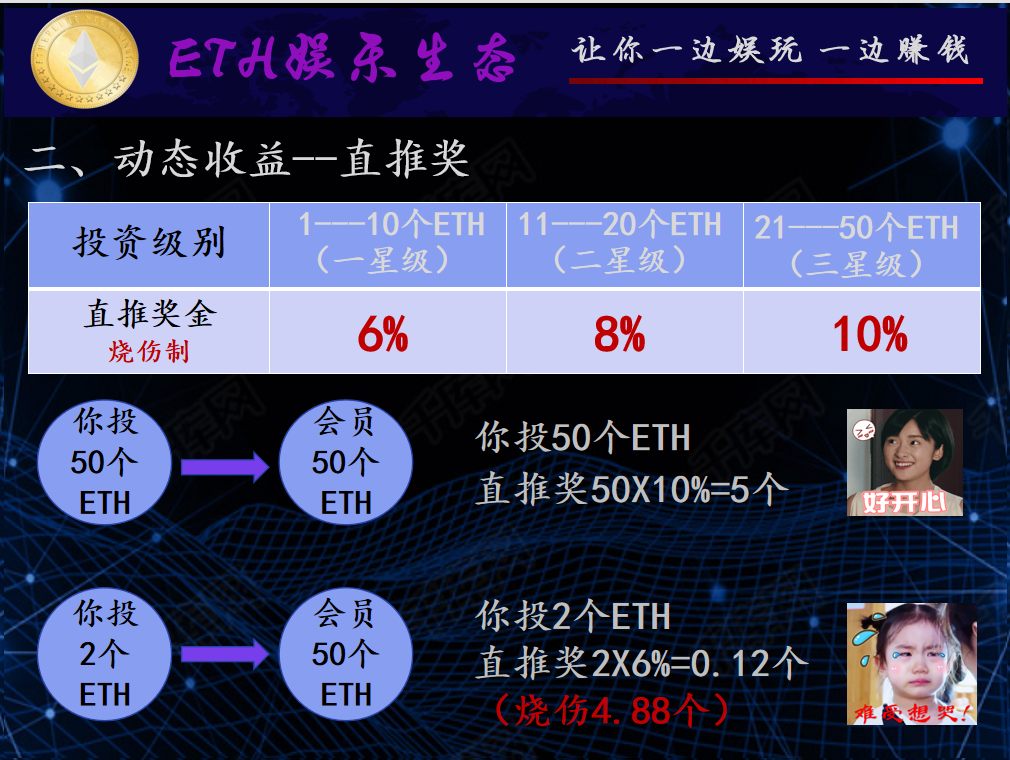 ETH娱乐生态
让你一边娱玩 一边赚钱
二、动态收益--直推奖
投资级别
1---10个ETH
（一星级）
11---20个ETH
（二星级）
21---50个ETH
（三星级）
直推奖金
烧伤制
6%
8%
10%
你投
50个
ETH
会员
50个
ETH
你投50个ETH
直推奖50X10%=5个
好开心
你投
2个
ETH
会员
50个
ETH
你投2个ETH
直推奖2X6%=0.12个
（烧伤4.88个）
难受想哭!